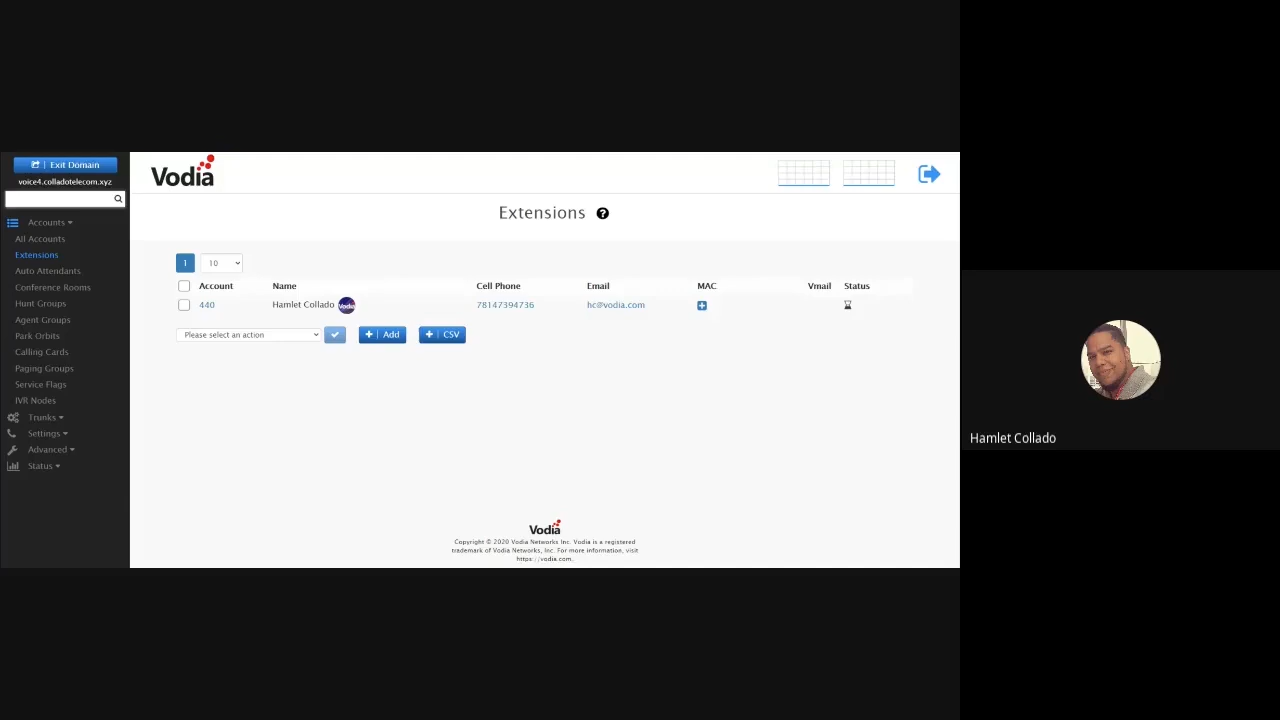 Exit Domain
voice4.colladotelecom.xyz
Accounts
All Accounts
Extensions
Auto Attendants
Conference Rooms
Hunt Groups
Agent Groups
Park Orbits
Calling Cards
Paging Groups
Service Flags
IVR Nodes
Trunks
Settings
Advanced
Status
Vodia
Extensions
1 10
Account Name Cell Phone Email MAC Vmail Status
440 Hamlet Collado Vodia 78147394736 hc@vodia.com
Please select an action Add CSV
Vodia
Copyright © 2020 Vodia Networks Inc. Vodia is a registered
trademark of Vodia Networks, Inc. For more information, visit
https://vodia.com.
Hamlet Collado